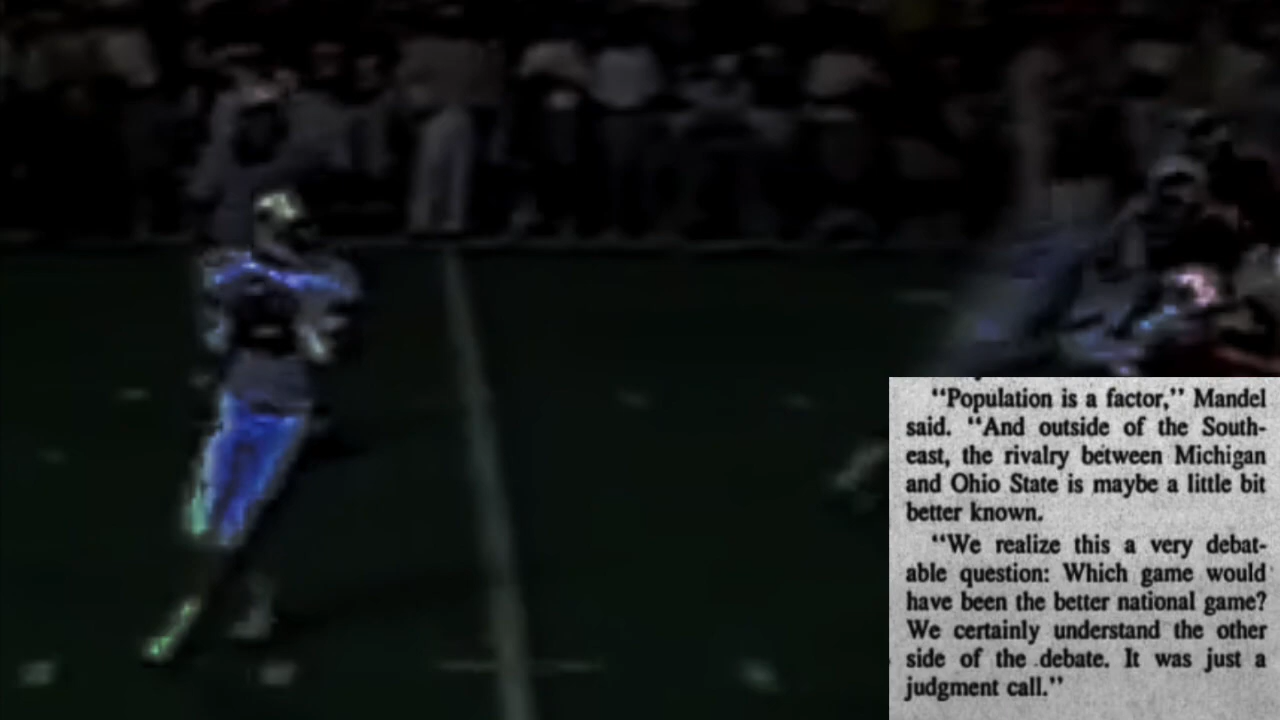 “Population is a factor,” Mandel
said. “And outside of the South-
east, the rivalry between Michigan
and Ohio State is maybe a little bit
better known.
“We realize this a very debat-
able question: Which game would
have been the better national game?
We certainly understand the other
side of the debate. It was just a
judgment call.”